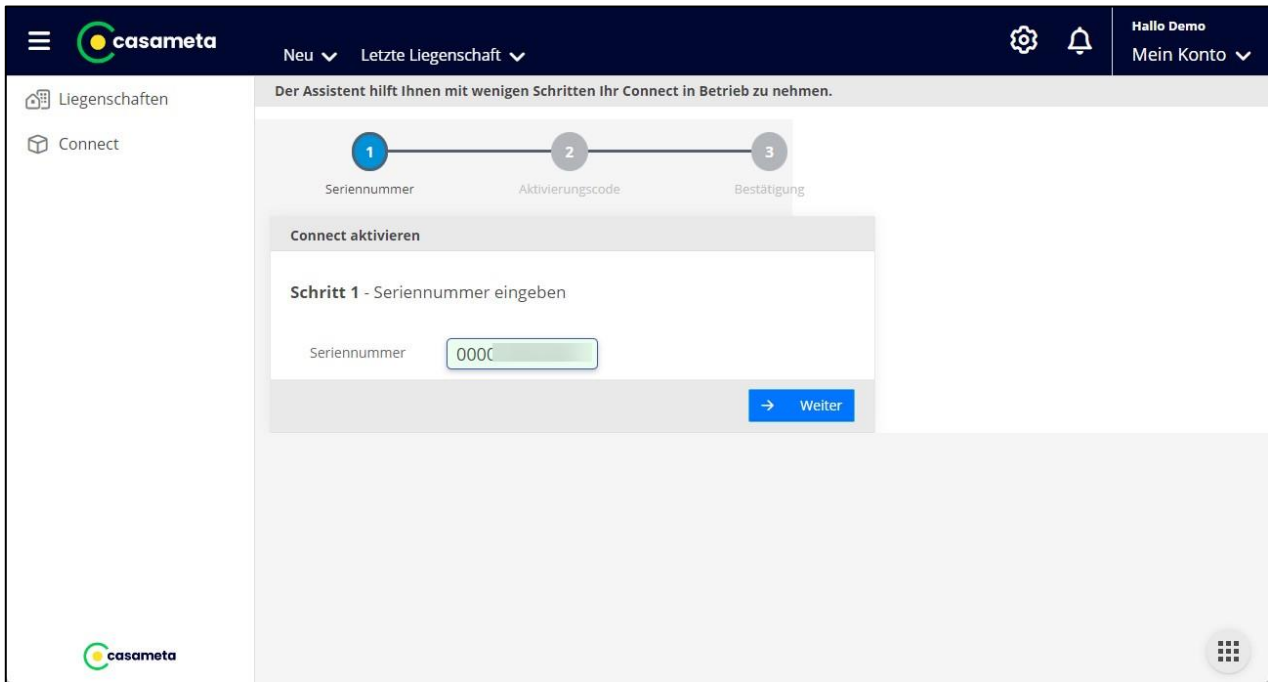 casameta
Neu
Letzte Liegenschaft
Hallo Demo
Mein Konto
Liegenschaften
Connect
Der Assistent hilft Ihnen mit wenigen Schritten Ihr Connect in Betrieb zu nehmen.
1
2
3
Seriennummer
Aktivierungscode
Bestätigung
Connect aktivieren
Schritt 1 - Seriennummer eingeben
Seriennummer
000
Weiter
casameta